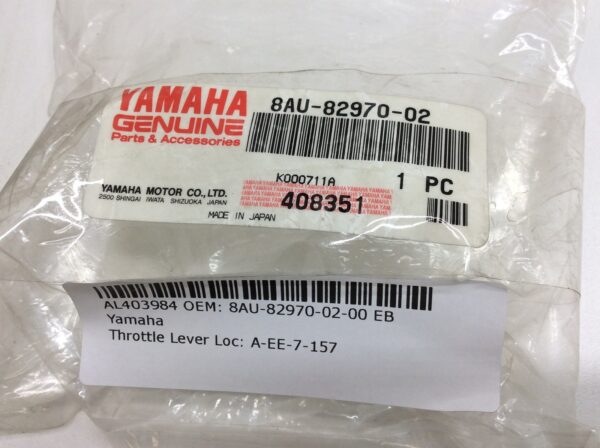 YAMAHA
GENUINE
Parts & Accessories
8AU-82970-02
K000711A
1 PC
YAMAHA MOTOR CO., LTD.
2500 SHINGAI IWATA SHIZUOKA JAPAN
408351
MADE IN JAPAN
AL403984 OEM: 8AU-82970-02-00 EB
Yamaha
Throttle Lever Loc: A-EE-7-157